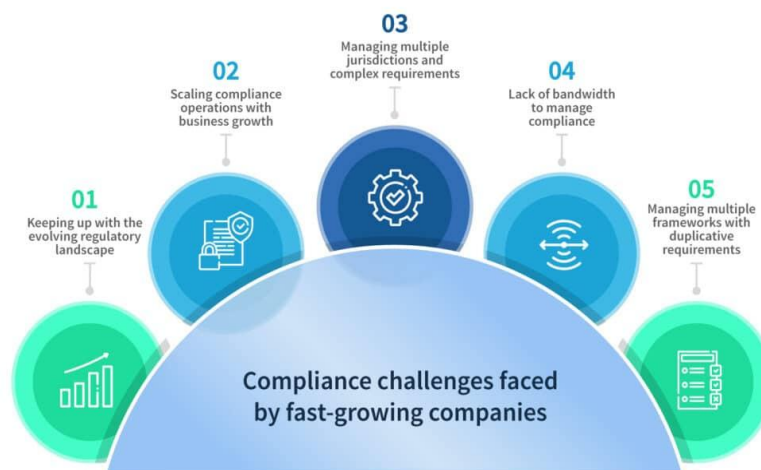 01
Keeping up with the
evolving regulatory
landscape
02
Scaling compliance
operations with
business growth
03
Managing multiple
jurisdictions and
complex requirements
04
Lack of bandwidth
to manage
compliance
05
Managing multiple
frameworks with
duplicative
requirements
Compliance challenges faced
by fast-growing companies